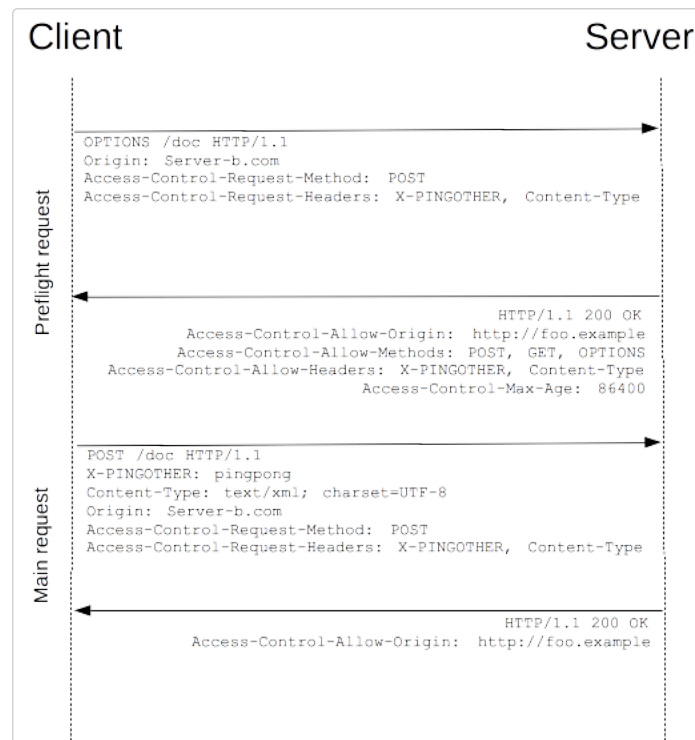 Client
Server
Preflight request
OPTIONS /doc HTTP/1.1
Origin: Server-b.com
Access-Control-Request-Method: POST
Access-Control-Request-Headers: X-PINGOTHER, Content-Type
HTTP/1.1 200 OK
Access-Control-Allow-Origin: http://foo.example
Access-Control-Allow-Methods: POST, GET, OPTIONS
Access-Control-Allow-Headers: X-PINGOTHER, Content-Type
Access-Control-Max-Age: 86400
Main request
POST /doc HTTP/1.1
X-PINGOTHER: pingpong
Content-Type: text/xml; charset=UTF-8
Origin: Server-b.com
Access-Control-Request-Method: POST
Access-Control-Request-Headers: X-PINGOTHER, Content-Type
HTTP/1.1 200 OK
Access-Control-Allow-Origin: http://foo.example